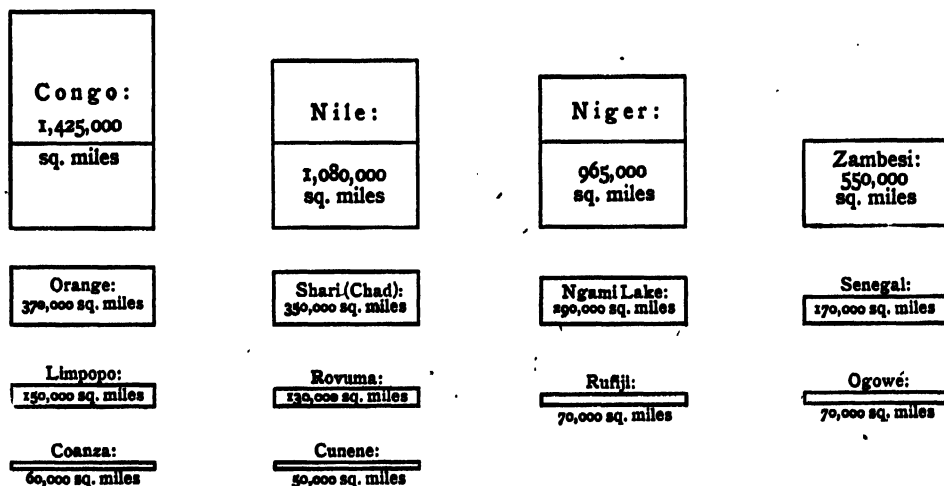 Congo:
1,425,000
sq. miles
Nile:
1,080,000
sq. miles
Niger:
965,000
sq. miles
Zambesi:
550,000
sq. miles
Orange:
370,000 sq. miles
Shari (Chad):
350,000 sq. miles
Ngami Lake:
290,000 sq. miles
Senegal:
170,000 sq. miles
Limpopo:
150,000 sq. miles
Rovuma:
130,000 sq. miles
Rufiji:
70,000 sq. miles
Ogowé:
70,000 sq. miles
Coanza:
60,000 sq. miles
Cunene:
50,000 sq. miles